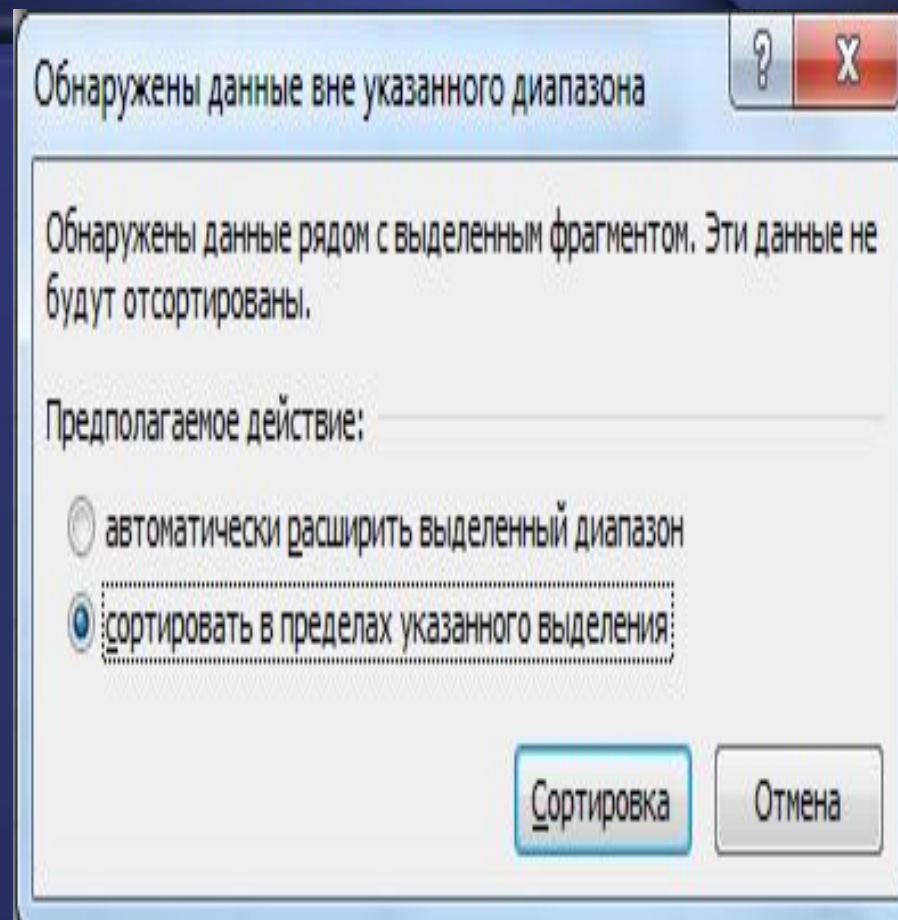 Обнаружены данные вне указанного диапазона
? X
Обнаружены данные рядом с выделенным фрагментом. Эти данные не
будут отсортированы.
Предполагаемое действие:
автоматически расширить выделенный диапазон
сортировать в пределах указанного выделения
Сортировка Отмена